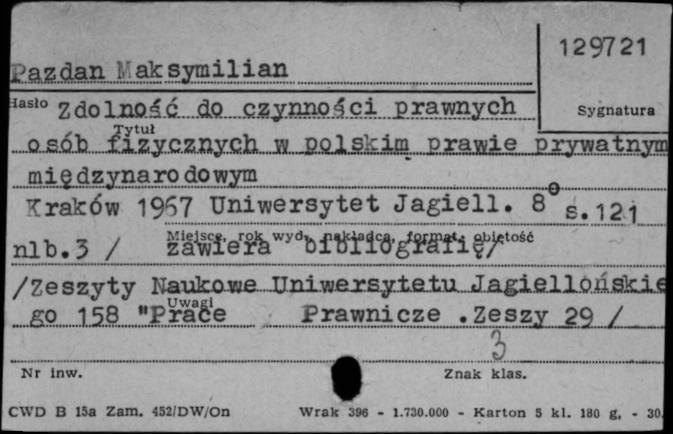 129721
Pazdan Maksymilian
Hasło Zdolność do czynności prawnych
Sygnatura
Tytuł
osób fizycznych w polskim prawie prywatnym
międzynarodowym
Kraków 1967 Uniwersytet Jagiell. 8° s.121
Miejsce, rok wyd., nakładca, format, objętość
nlb.3 / zawiera bibliografię/
/Zeszyty Naukowe Uniwersytetu Jagiellońskie
Uwagi
go 158 "Prace Prawnicze .Zeszy 29 /
3
Nr inw. Znak klas.
CWD B 15a Zam. 452/DW/On Wrak 396 - 1.730.000 - Karton 5 kl. 180 g. - 30.